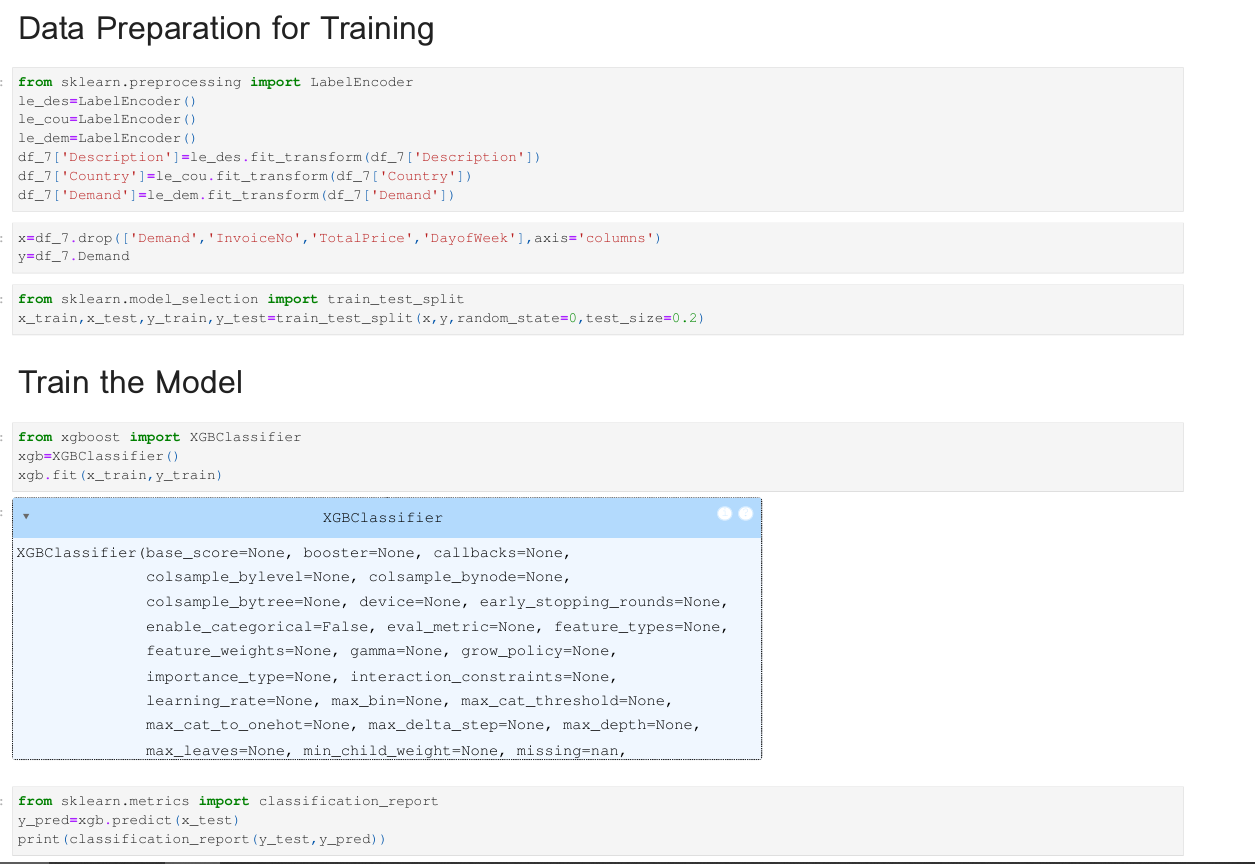 Data Preparation for Training
from sklearn.preprocessing import LabelEncoder
le_des=LabelEncoder()
le_cou=LabelEncoder()
le_dem=LabelEncoder()
df_7['Description']=le_des.fit_transform(df_7['Description'])
df_7['Country']=le_cou.fit_transform(df_7['Country'])
df_7['Demand']=le_dem.fit_transform(df_7['Demand'])
x=df_7.drop(['Demand','InvoiceNo','TotalPrice','DayofWeek'],axis='columns')
y=df_7.Demand
from sklearn.model_selection import train_test_split
x_train,x_test,y_train,y_test=train_test_split(x,y,random_state=0,test_size=0.2)
Train the Model
from xgboost import XGBClassifier
xgb=XGBClassifier()
xgb.fit(x_train,y_train)
XGBClassifier
XGBClassifier(base_score=None, booster=None, callbacks=None,
colsample_bylevel=None, colsample_bynode=None,
colsample_bytree=None, device=None, early_stopping_rounds=None,
enable_categorical=False, eval_metric=None, feature_types=None,
feature_weights=None, gamma=None, grow_policy=None,
importance_type=None, interaction_constraints=None,
learning_rate=None, max_bin=None, max_cat_threshold=None,
max_cat_to_onehot=None, max_delta_step=None, max_depth=None,
max_leaves=None, min_child_weight=None, missing=nan,
from sklearn.metrics import classification_report
y_pred=xgb.predict(x_test)
print(classification_report(y_test,y_pred))